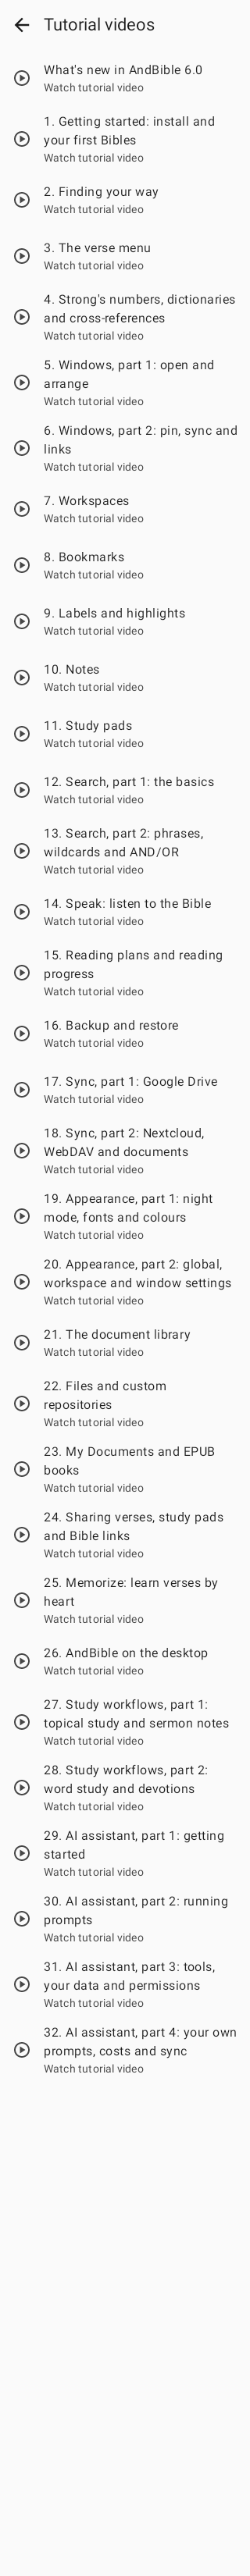 Tutorial videos
What's new in AndBible 6.0
Watch tutorial video
1. Getting started: install and
your first Bibles
Watch tutorial video
2. Finding your way
Watch tutorial video
3. The verse menu
Watch tutorial video
4. Strong's numbers, dictionaries
and cross-references
Watch tutorial video
5. Windows, part 1: open and
arrange
Watch tutorial video
6. Windows, part 2: pin, sync and
links
Watch tutorial video
7. Workspaces
Watch tutorial video
8. Bookmarks
Watch tutorial video
9. Labels and highlights
Watch tutorial video
10. Notes
Watch tutorial video
11. Study pads
Watch tutorial video
12. Search, part 1: the basics
Watch tutorial video
13. Search, part 2: phrases,
wildcards and AND/OR
Watch tutorial video
14. Speak: listen to the Bible
Watch tutorial video
15. Reading plans and reading
progress
Watch tutorial video
16. Backup and restore
Watch tutorial video
17. Sync, part 1: Google Drive
Watch tutorial video
18. Sync, part 2: Nextcloud,
WebDAV and documents
Watch tutorial video
19. Appearance, part 1: night
mode, fonts and colours
Watch tutorial video
20. Appearance, part 2: global,
workspace and window settings
Watch tutorial video
21. The document library
Watch tutorial video
22. Files and custom
repositories
Watch tutorial video
23. My Documents and EPUB
books
Watch tutorial video
24. Sharing verses, study pads
and Bible links
Watch tutorial video
25. Memorize: learn verses by
heart
Watch tutorial video
26. AndBible on the desktop
Watch tutorial video
27. Study workflows, part 1:
topical study and sermon notes
Watch tutorial video
28. Study workflows, part 2:
word study and devotions
Watch tutorial video
29. AI assistant, part 1: getting
started
Watch tutorial video
30. AI assistant, part 2: running
prompts
Watch tutorial video
31. AI assistant, part 3: tools,
your data and permissions
Watch tutorial video
32. AI assistant, part 4: your own
prompts, costs and sync
Watch tutorial video